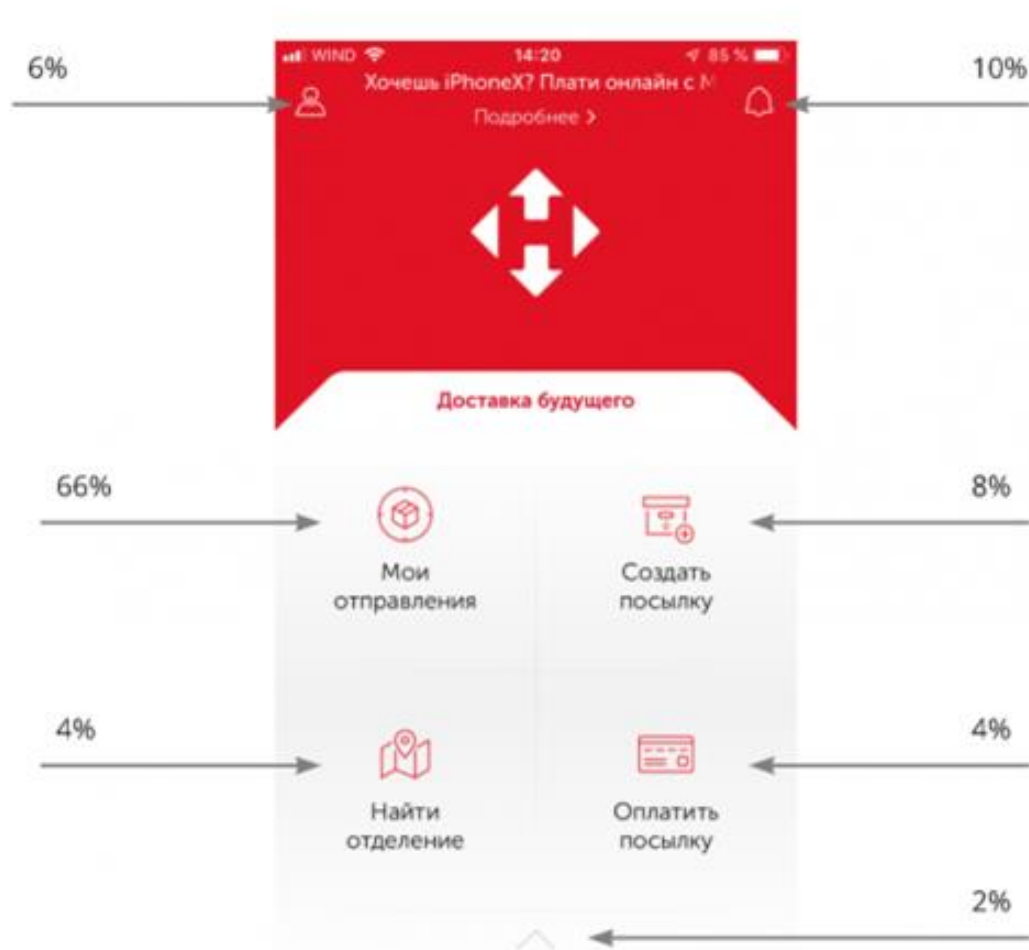 WIND 14:20 85 %
6%
Хочешь iPhoneX? Плати онлайн с М
10%
Подробнее >
Доставка будущего
66%
8%
Мои
отправления
Создать
посылку
4%
4%
Найти
отделение
Оплатить
посылку
2%